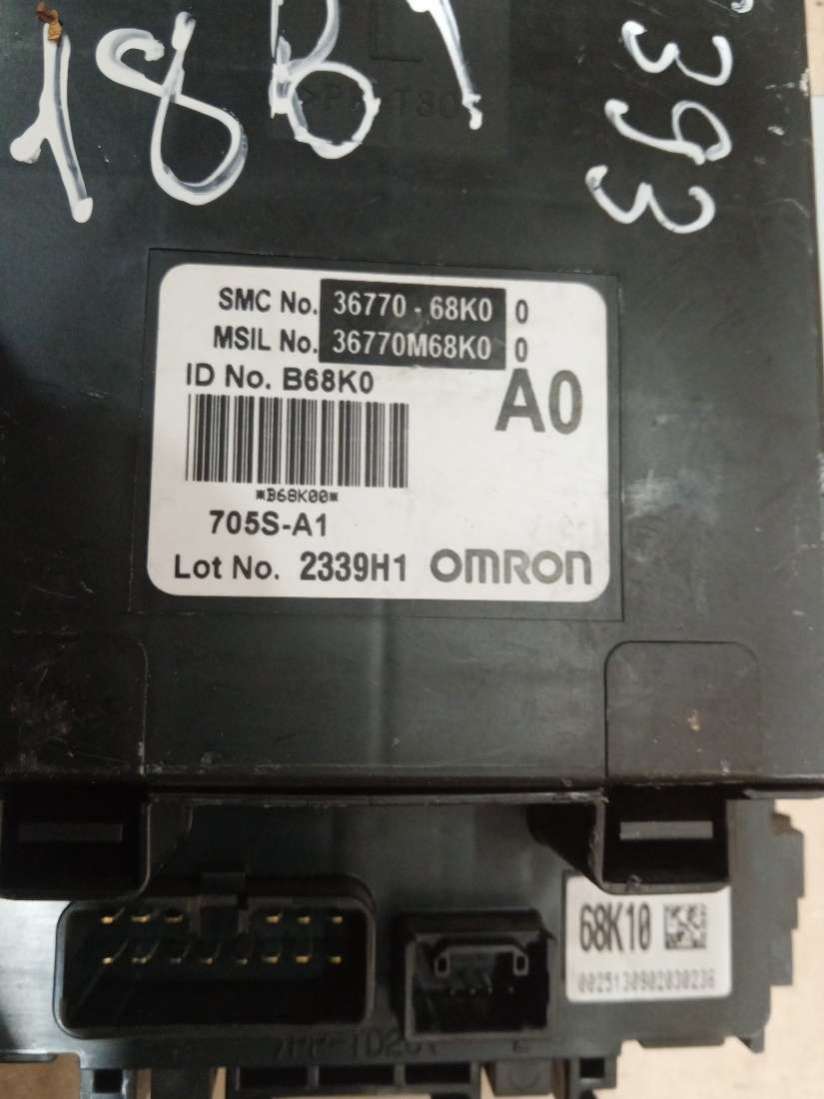 18B
393
SMC No. 36770 - 68K0 0
MSIL No. 36770M68K0 0
ID No. B68K0
A0
*B68K00*
705S-A1
Lot No. 2339H1 OMRON
68K10
0025130902030236